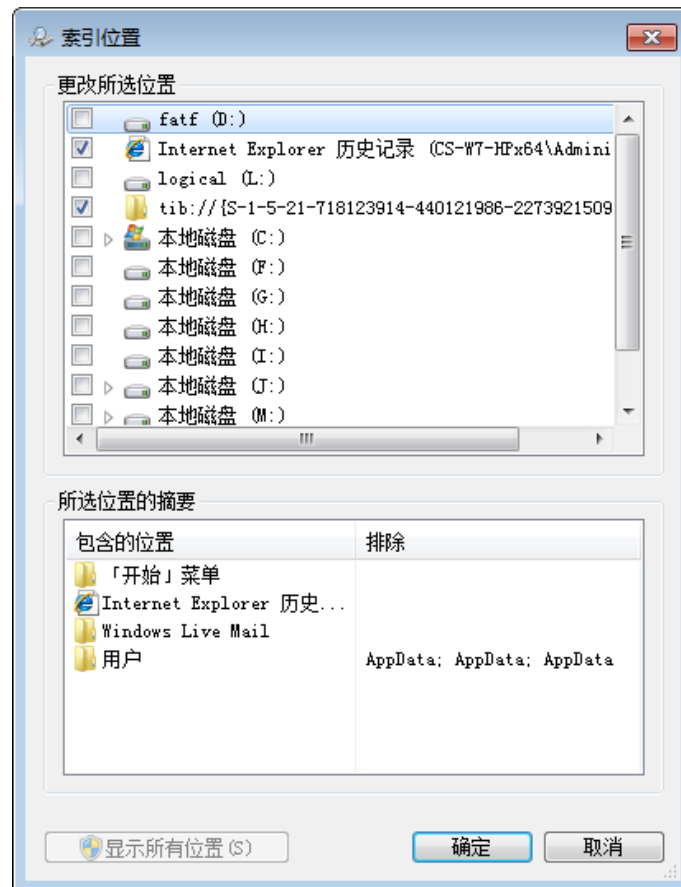 索引位置
更改所选位置
fatf (D:)
Internet Explorer 历史记录 (CS-W7-HPx64\Admini
logical (L:)
tib://{S-1-5-21-718123914-440121986-2273921509
本地磁盘 (C:)
本地磁盘 (F:)
本地磁盘 (G:)
本地磁盘 (H:)
本地磁盘 (I:)
本地磁盘 (J:)
本地磁盘 (M:)
所选位置的摘要
包含的位置 排除
「开始」菜单
Internet Explorer 历史...
Windows Live Mail
用户 AppData; AppData; AppData
显示所有位置(S) 确定 取消